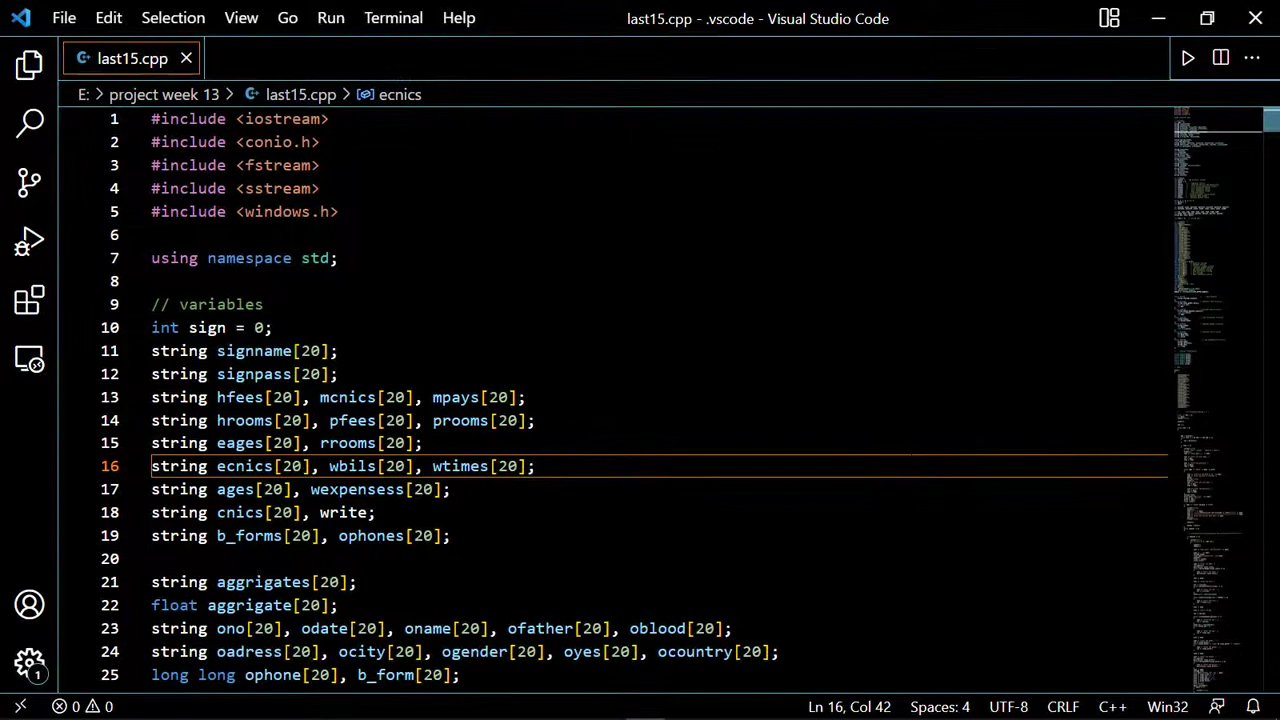 File Edit Selection View Go Run Terminal Help last15.cpp - .vscode - Visual Studio Code
last15.cpp
E: > project week 13 > last15.cpp > ecnics
1 #include <iostream>
2 #include <conio.h>
3 #include <fstream>
4 #include <sstream>
5 #include <windows.h>
6
7 using namespace std;
8
9 // variables
10 int sign = 0;
11 string signname[20];
12 string signpass[20];
13 string hfees[20], mcnics[20], mpays[20];
14 string hrooms[20], pfees[20], prooms[20];
15 string eages[20], rrooms[20];
16 string ecnics[20], wbils[20], wtimes[20];
17 string ages[20], wexpensess[20];
18 string cnics[20], write;
19 string b_forms[20], ophones[20];
20
21 string aggrigates[20];
22 float aggrigate[20];
23 string ono[20], opadd[20], oname[20], ofather[20], oblood[20];
24 string oadress[20], ocity[20], ogender[20], oyas[20], ocountry[20];
25 long long ophone[20], b_form[20];
1
0 0 Ln 16, Col 42 Spaces: 4 UTF-8 CRLF C++ Win32